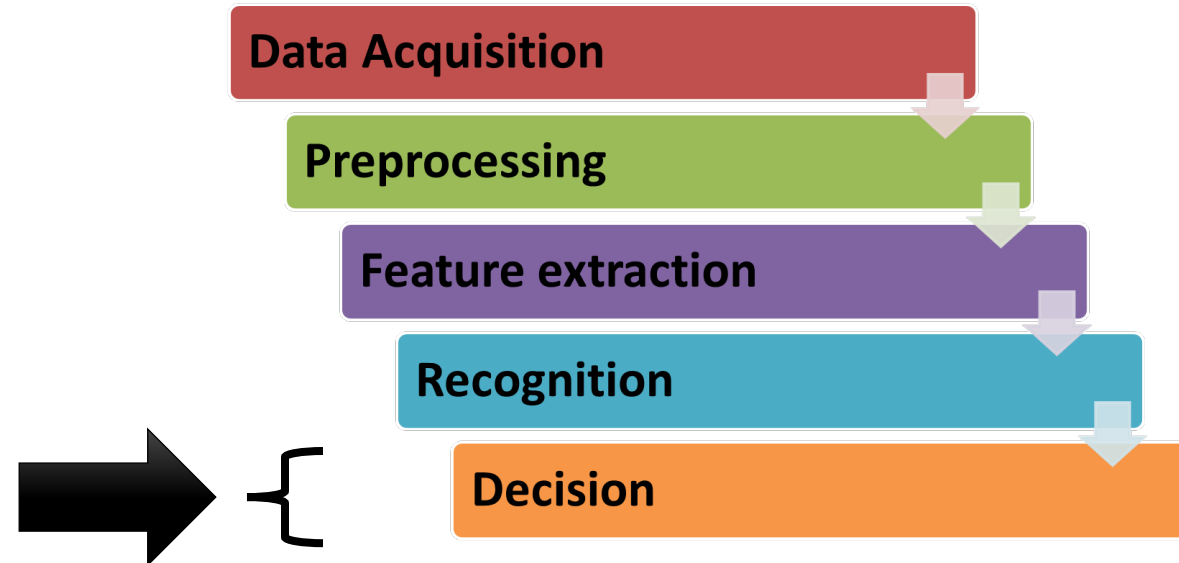 Data Acquisition
Preprocessing
Feature extraction
Recognition
Decision